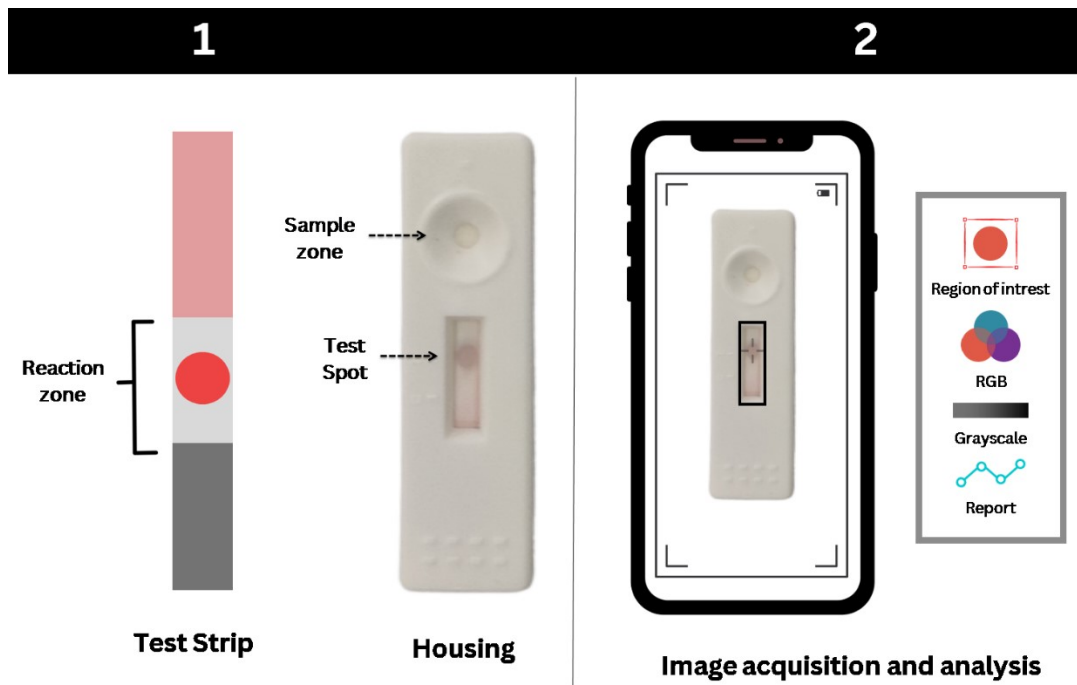 1
2
Sample
zone
Reaction
zone
Test
Spot
Test Strip
Housing
Region of intrest
RGB
Grayscale
Report
Image acquisition and analysis